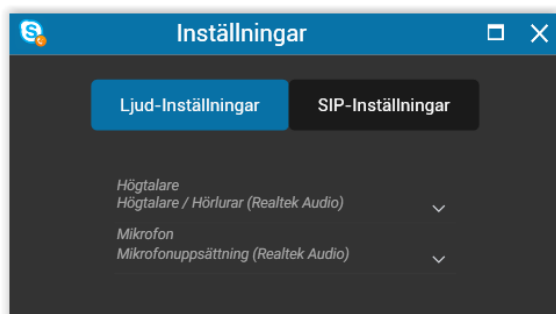 Inställningar
Ljud-Inställningar SIP-Inställningar
Högtalare
Högtalare / Hörlurar (Realtek Audio)
Mikrofon
Mikrofonuppsättning (Realtek Audio)